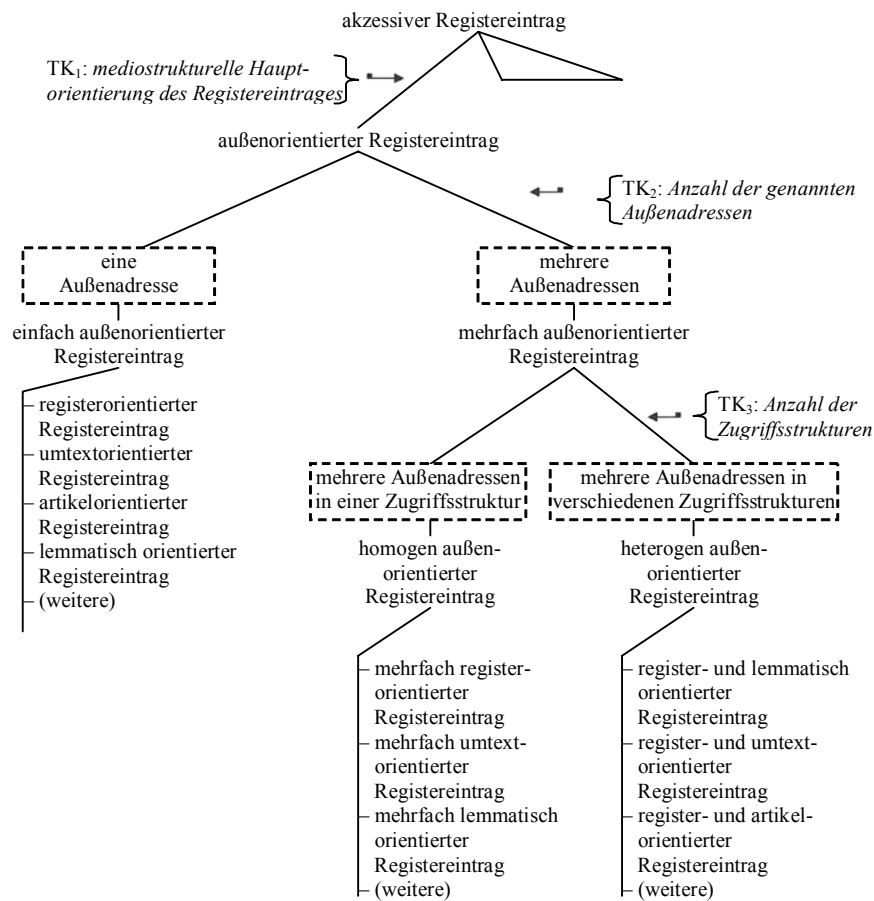 akzessiver Registereintrag
TK1: mediostrukturelle Haupt-
orientierung des Registereintrages
außenorientierter Registereintrag
TK2: Anzahl der genannten
Außenadressen
eine
Außenadresse
mehrere
Außenadressen
einfach außenorientierter
Registereintrag
mehrfach außenorientierter
Registereintrag
registerorientierter
Registereintrag
umtextorientierter
Registereintrag
artikelorientierter
Registereintrag
lemmatisch orientierter
Registereintrag
(weitere)
TK3: Anzahl der
Zugriffsstrukturen
mehrere Außenadressen
in einer Zugriffsstruktur
mehrere Außenadressen in
verschiedenen Zugriffsstrukturen
homogen außen-
orientierter
Registereintrag
heterogen außen-
orientierter
Registereintrag
mehrfach register-
orientierter
Registereintrag
mehrfach umtext-
orientierter
Registereintrag
mehrfach lemmatisch
orientierter
Registereintrag
(weitere)
register- und lemmatisch
orientierter
Registereintrag
register- und umtext-
orientierter
Registereintrag
register- und artikel-
orientierter
Registereintrag
(weitere)